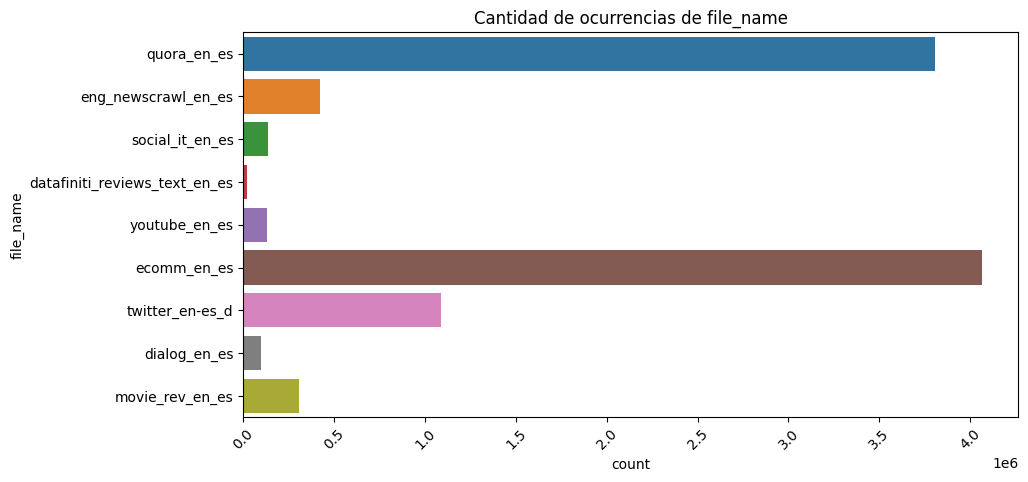 Cantidad de ocurrencias de file_name
file_name
quora_en_es
eng_newscrawl_en_es
social_it_en_es
datafiniti_reviews_text_en_es
youtube_en_es
ecomm_en_es
twitter_en-es_d
dialog_en_es
movie_rev_en_es
0.0 0.5 1.0 1.5 2.0 2.5 3.0 3.5 4.0
1e6
count